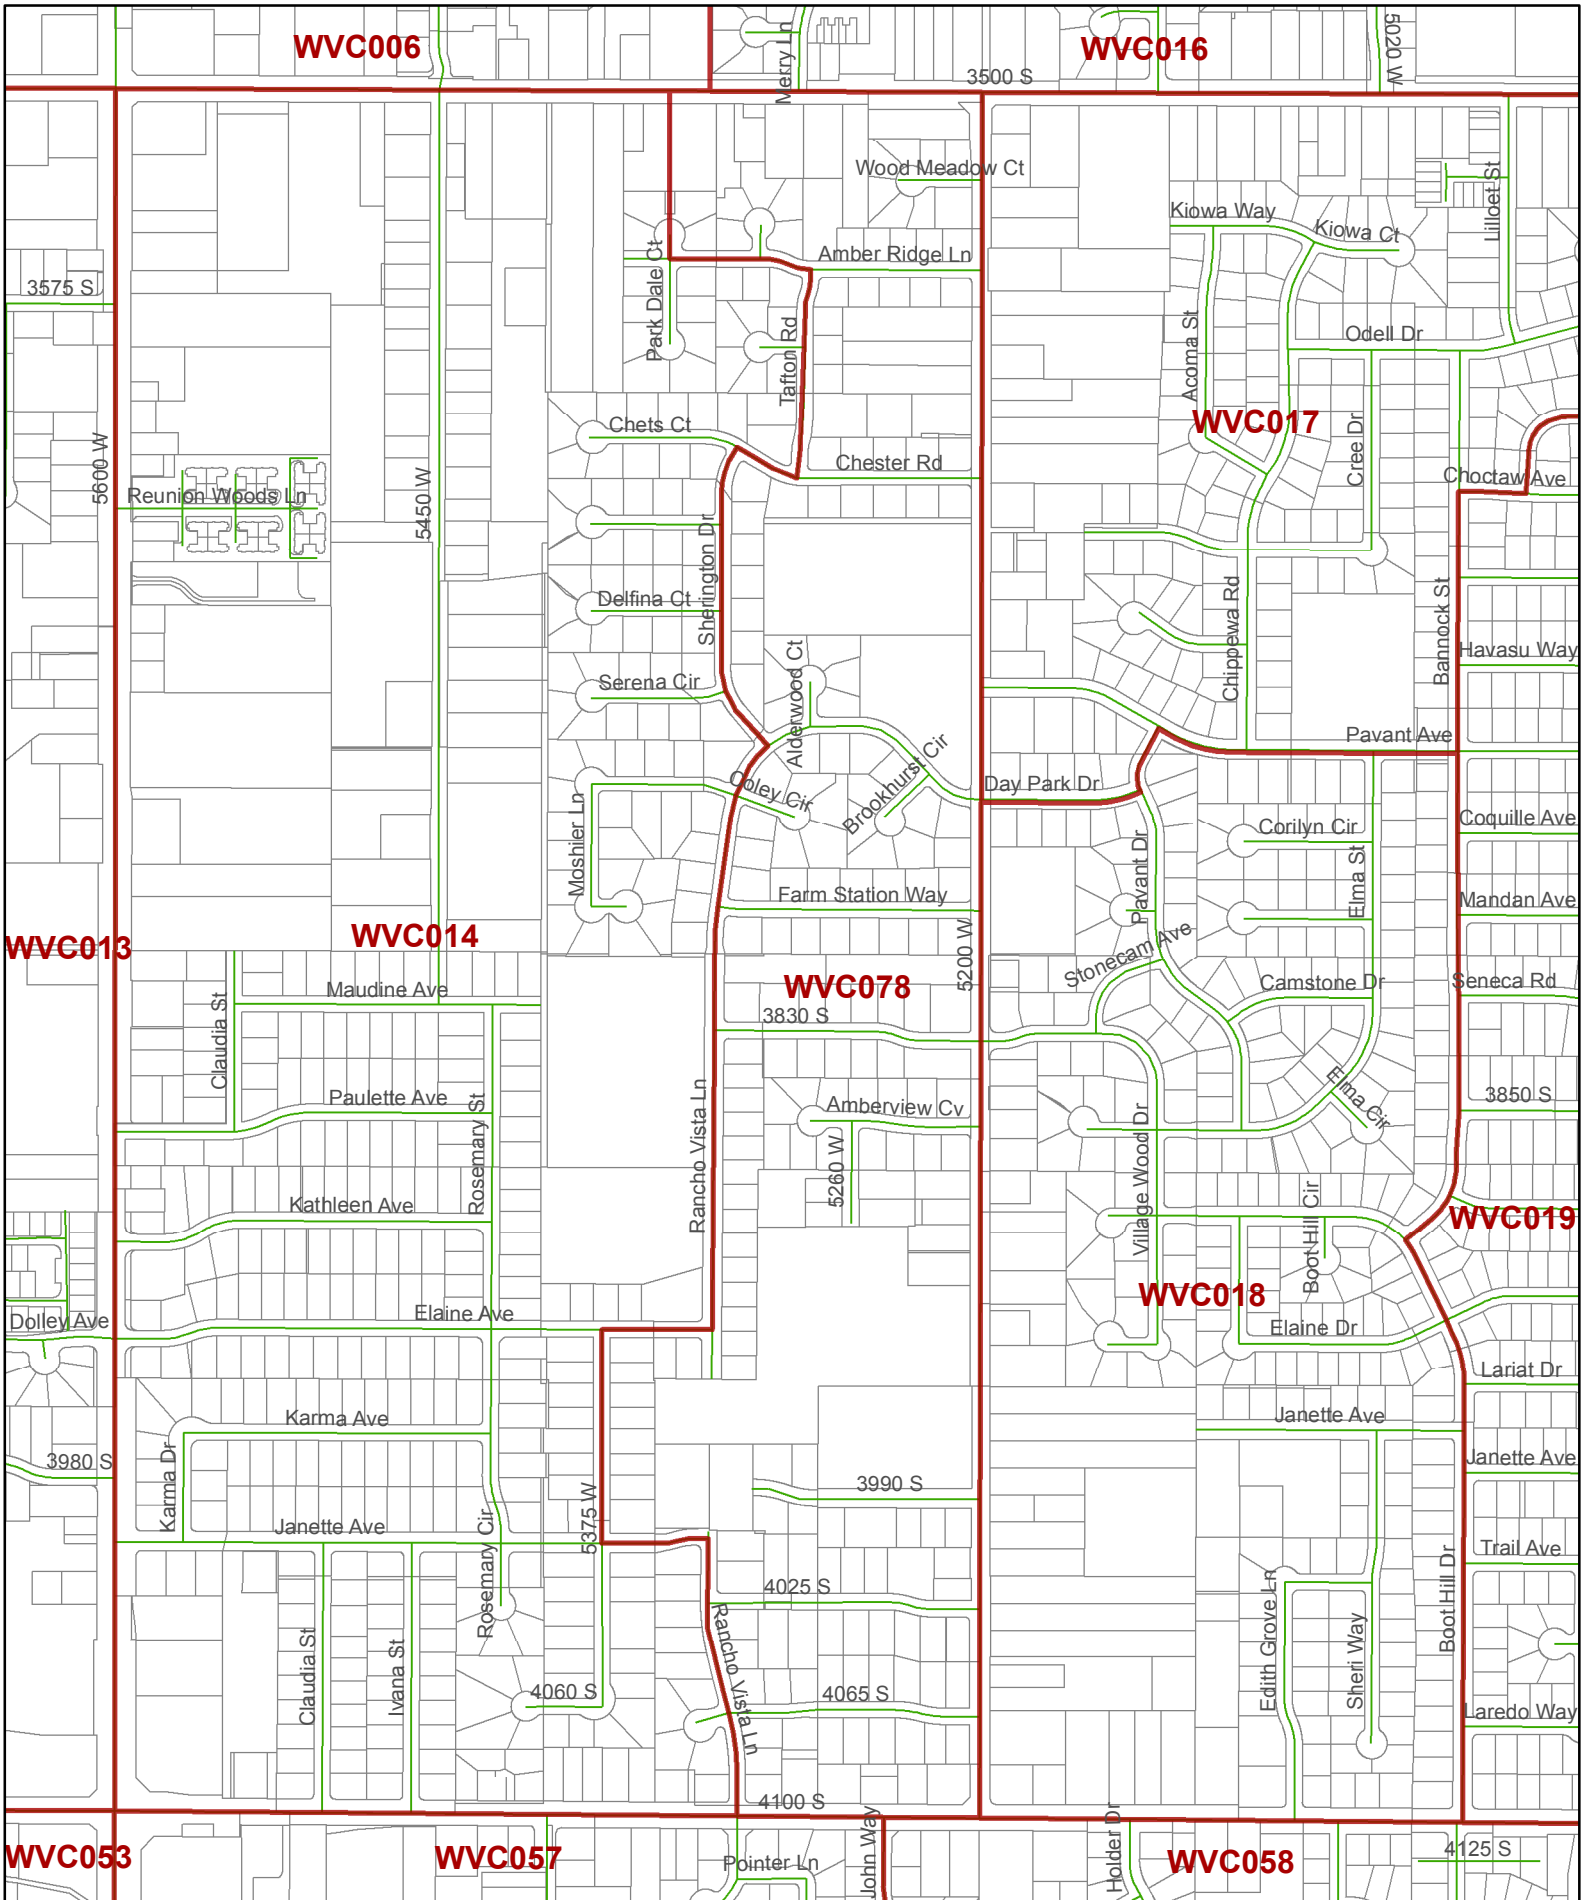 WVC006
WVC016
5020 W
Merry Ln
3500 S
Wood Meadow Ct
Lilloet St
Kiowa Way
Kiowa Ct
Amber Ridge Ln
Park Dale Ct
3575 S
Tafton Rd
Acoma St
Odell Dr
Chets Ct
WVC017
Cree Dr
Chester Rd
Choctaw Ave
5600 W
Reunion Woods Ln
5450 W
Sherington Dr
Delfina Ct
Chippewa Rd
Bannock St
Havasu Way
Serena Cir
Alderwood Ct
Pavant Ave
Coley Cir
Brookhurst Cir
Day Park Dr
Moshier Ln
Corilyn Cir
Coquille Ave
Pavant Dr
Elma St
Farm Station Way
Mandan Ave
WVC013
WVC014
5200 W
Stonecam Ave
WVC078
Maudine Ave
Camstone Dr
Seneca Rd
Claudia St
3830 S
Paulette Ave
Rosemary St
Rancho Vista Ln
Amberview Cv
Elma Cir
3850 S
5260 W
Village Wood Dr
Kathleen Ave
Boot Hill Cir
WVC019
WVC018
Dolley Ave
Elaine Ave
Elaine Dr
Lariat Dr
Karma Ave
Janette Ave
3980 S
Karma Dr
3990 S
Janette Ave
5375 W
Janette Ave
Rosemary Cir
Trail Ave
4025 S
Boot Hill Dr
Edith Grove Ln
Sheri Way
Claudia St
Ivana St
Rancho Vista Ln
4060 S
4065 S
Laredo Way
4100 S
WVC053
WVC057
Pointer Ln
John Way
Holder Dr
WVC058
4125 S